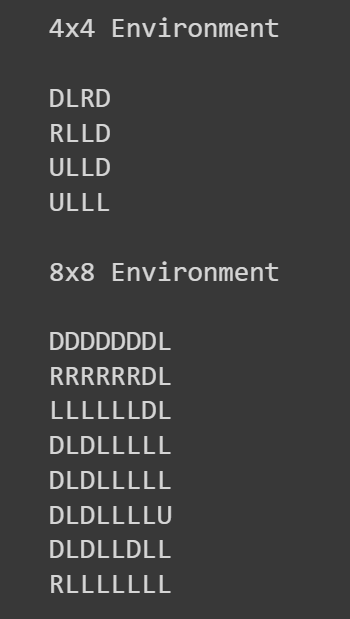 4x4 Environment
DLRD
RLLD
ULLD
ULLL
8x8 Environment
DDDDDDDL
RRRRRRDL
LLLLLLDL
DLDLLLLL
DLDLLLLL
DLDLLLLU
DLDLLDLL
RLLLLLLL